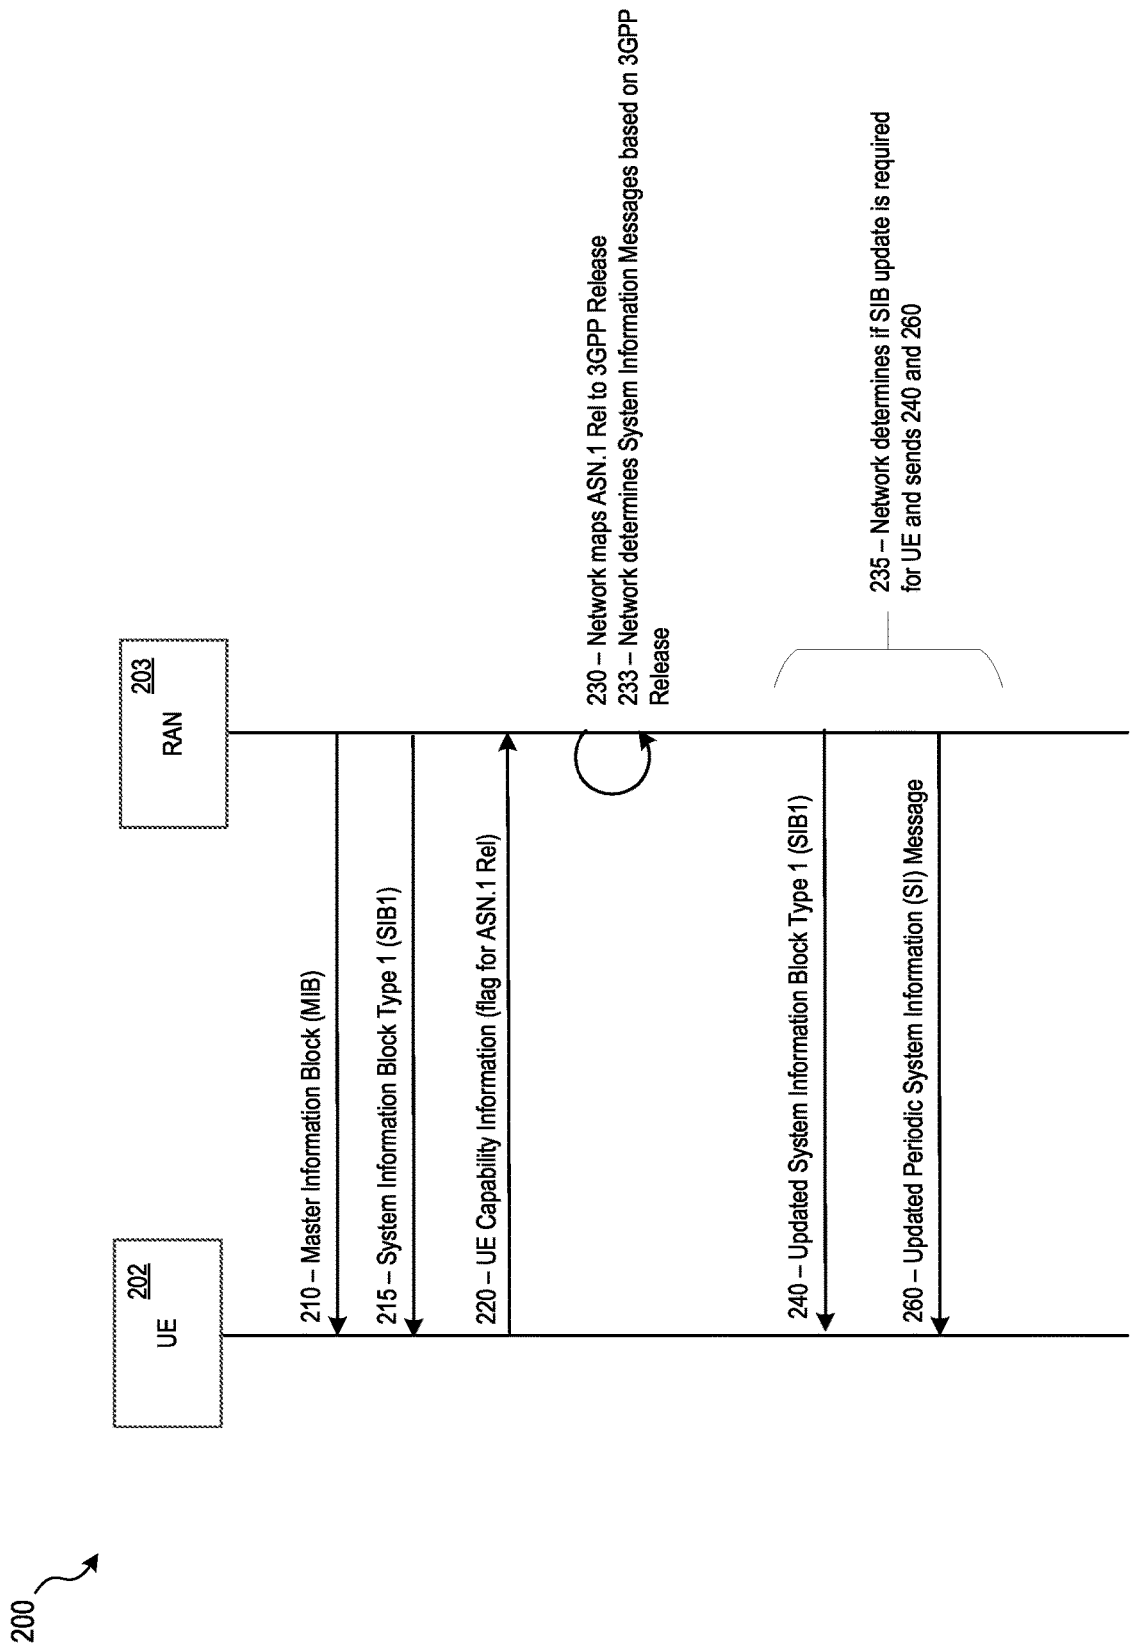 200
202
UE
203
RAN
210 – Master Information Block (MIB)
215 – System Information Block Type 1 (SIB1)
220 – UE Capability Information (flag for ASN.1 Rel)
230 – Network maps ASN.1 Rel to 3GPP Release
233 – Network determines System Information Messages based on 3GPP
Release
235 – Network determines if SIB update is required
for UE and sends 240 and 260
240 – Updated System Information Block Type 1 (SIB1)
260 – Updated Periodic System Information (SI) Message